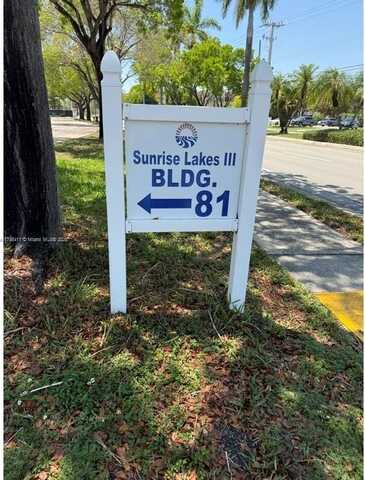 Sunrise Lakes III
BLDG.
81